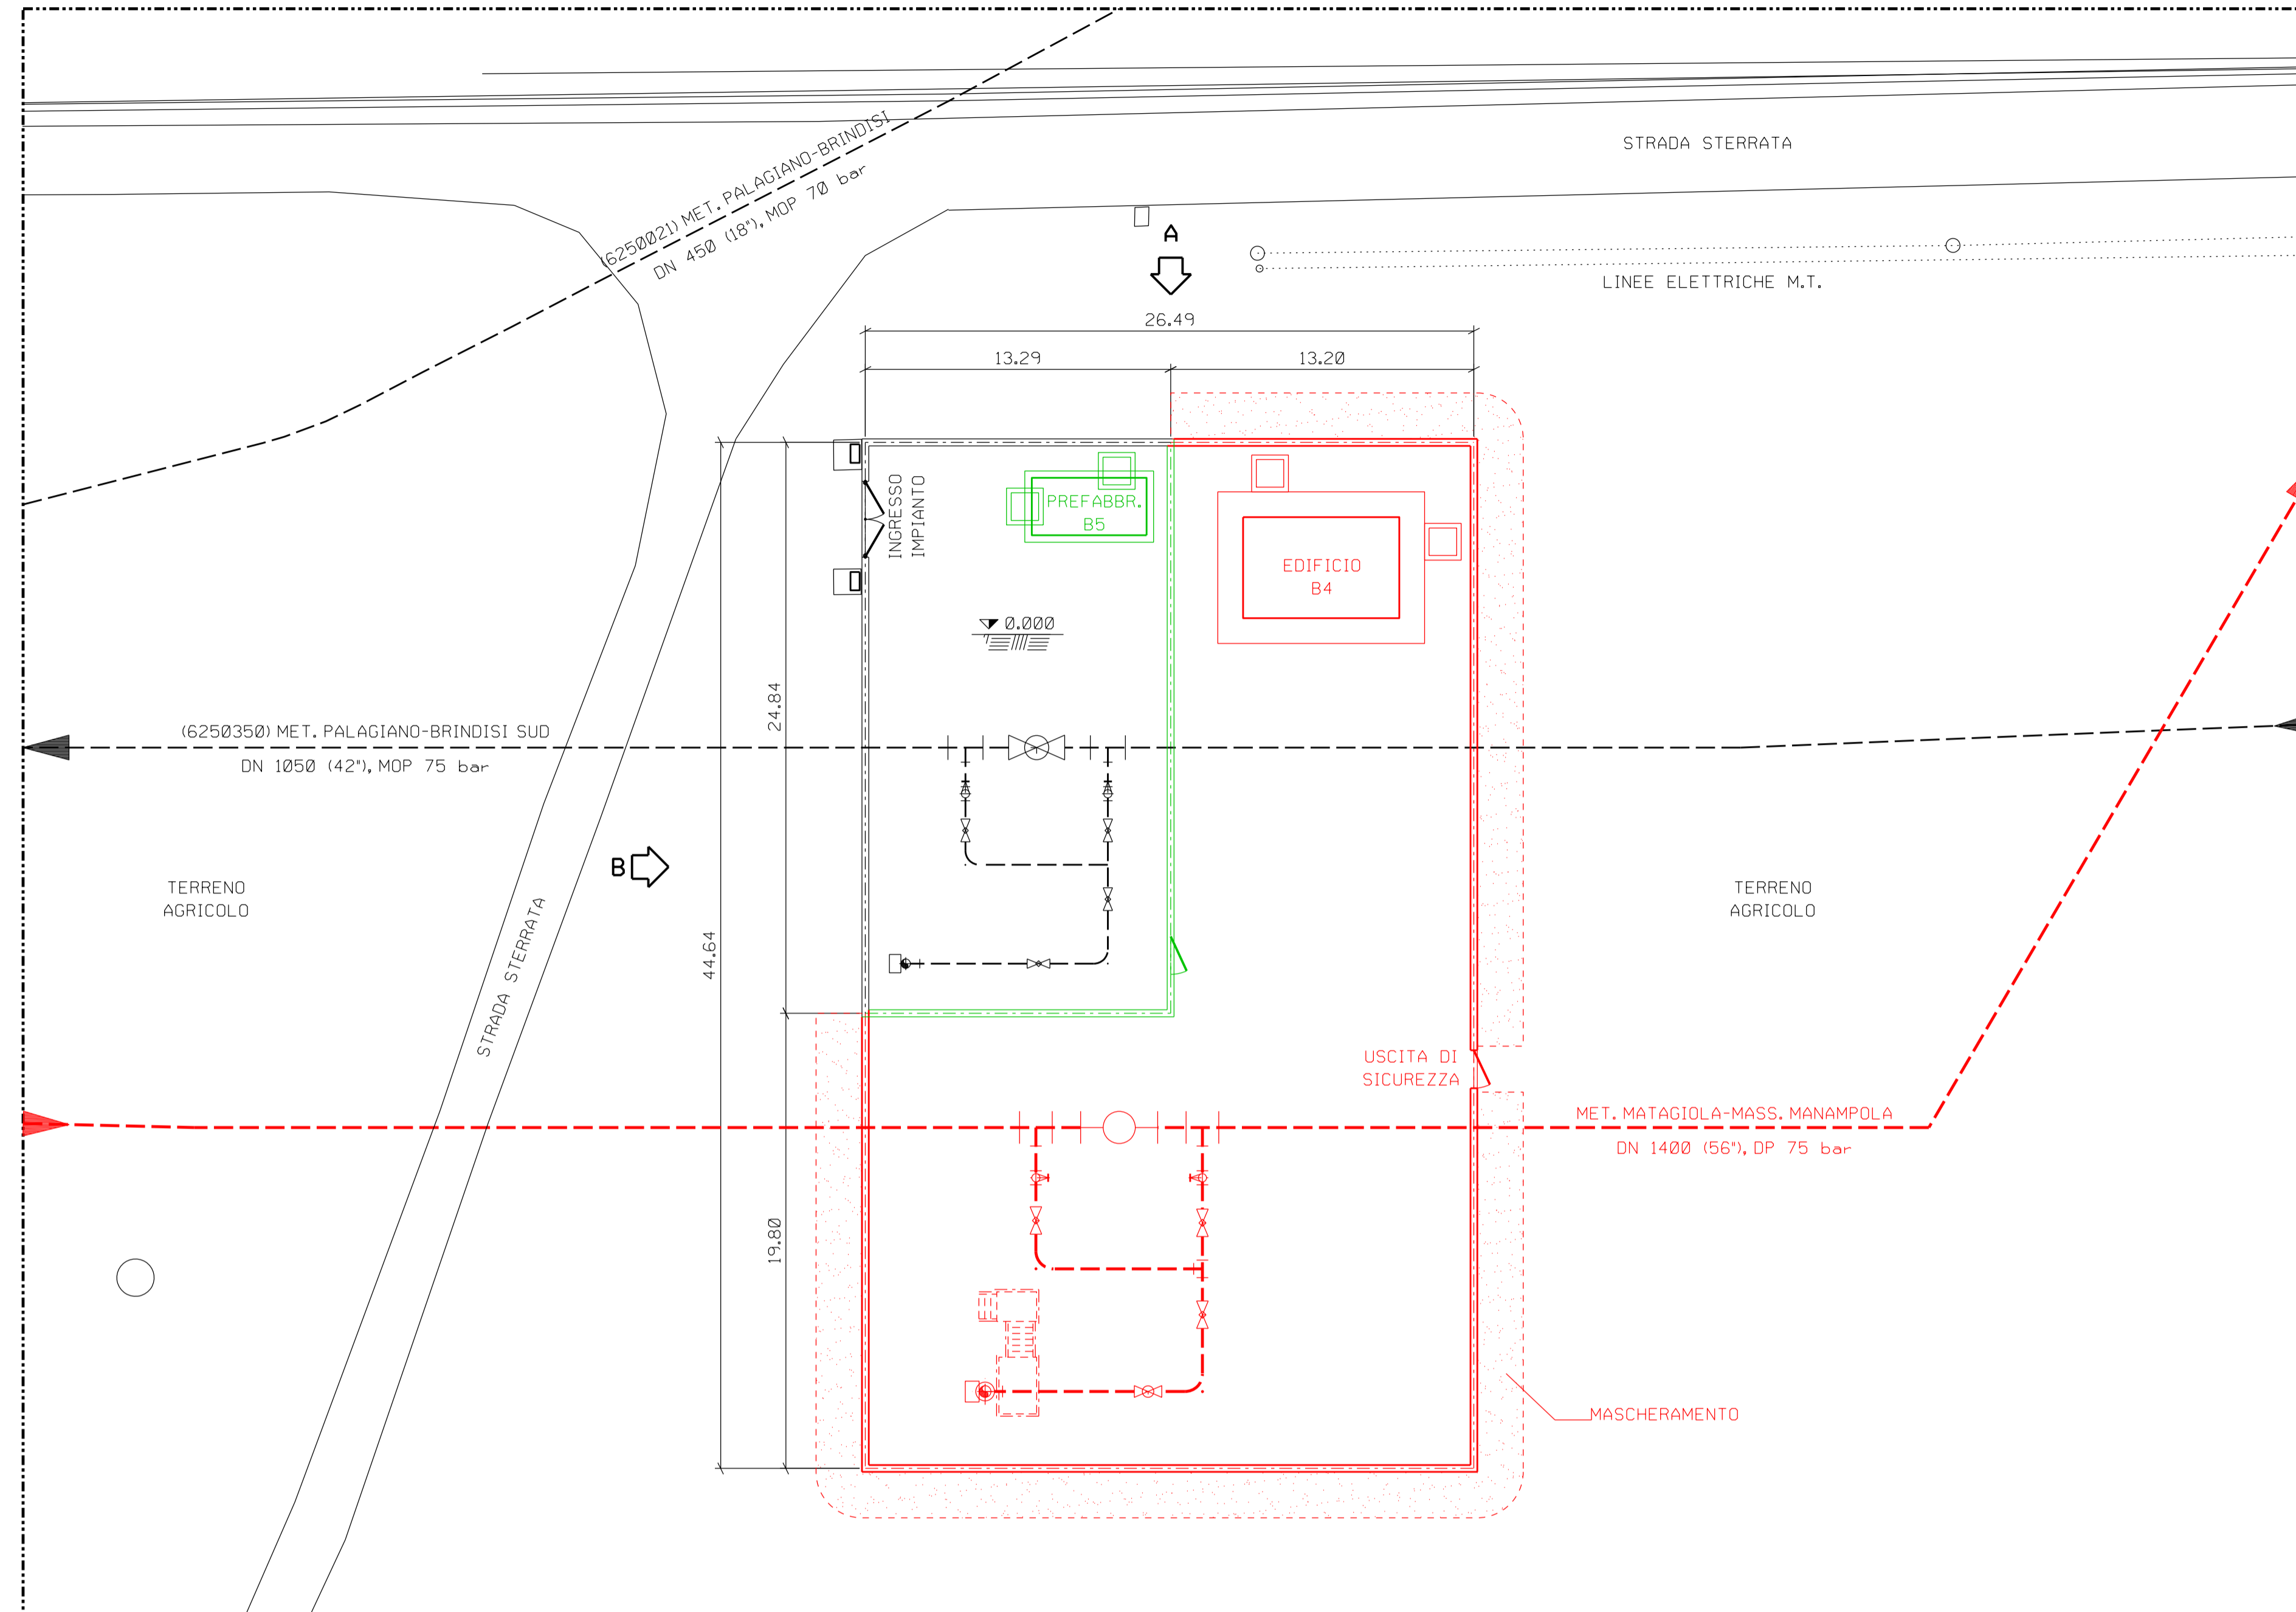 STRADA STERRATA
(6250021) MET. PALAGIANO-BRINDISI
DN 450 (18"), MOP 70 bar
A
LINEE ELETTRICHE M.T.
26.49
13.29
13.20
INGRESSO
IMPIANTO
PREFABBR.
B5
EDIFICIO
B4
0.000
24.84
(6250350) MET. PALAGIANO-BRINDISI SUD
DN 1050 (42"), MOP 75 bar
B
TERRENO
AGRICOLO
TERRENO
AGRICOLO
STRADA STERRATA
44.64
USCITA DI
SICUREZZA
MET. MATAGIOLA-MASS. MANAMPOLA
DN 1400 (56"), DP 75 bar
19.80
MASCHERAMENTO